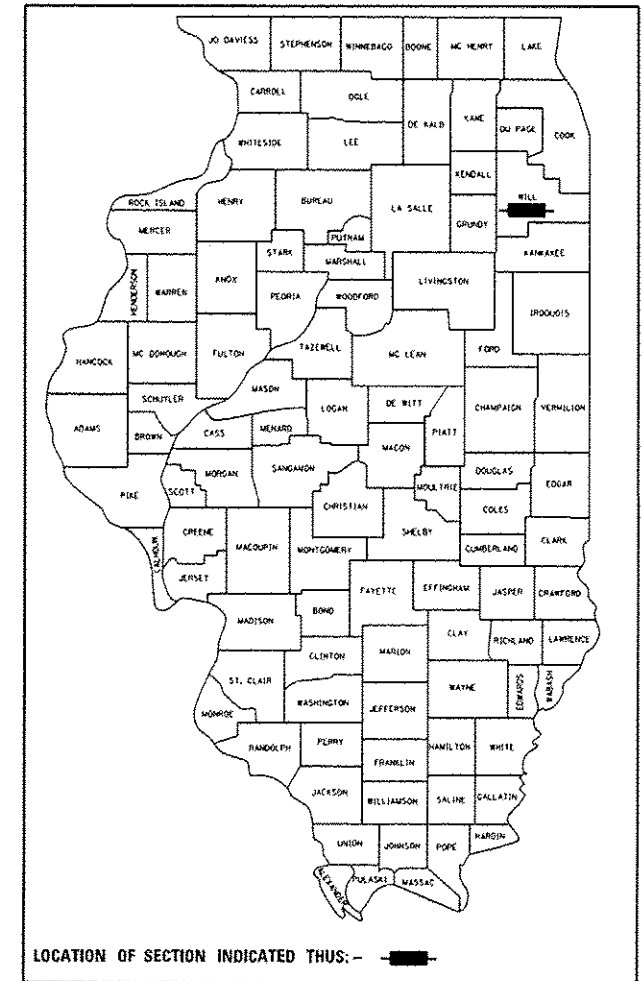 JO DAVIESS STEPHENSON WINNEBAGO BOONE MC HENRY LAKE
CARROLL OGLE DE KALB KANE DU PAGE COOK
WHITESIDE LEE
KENDALL WILL
ROCK ISLAND HENRY BUREAU LA SALLE GRUNDY
MERCER PUTNAM KANKAKEE
STARK MARSHALL
HENDERSON WARREN KNOX PEORIA WOODFORD LIVINGSTON IROQUOIS
HANCOCK MC DONOUGH FULTON TAZEWELL MC LEAN FORD
SCHUYLER MASON LOGAN DE WITT CHAMPAIGN VERMILION
ADAMS BROWN CASS MENARD MACON PIATT
PIKE SCOTT MORGAN SANGAMON CHRISTIAN MOULTRIE DOUGLAS EDGAR
COLES
CALHOUN GREENE MACOUPIN MONTGOMERY SHELBY CUMBERLAND CLARK
JERSEY FAYETTE EFFINGHAM JASPER CRAWFORD
MADISON BOND
CLINTON MARION CLAY RICHLAND LAWRENCE
ST. CLAIR WASHINGTON JEFFERSON WAYNE EDWARDS WABASH
MONROE
RANDOLPH PERRY FRANKLIN HAMILTON WHITE
JACKSON WILLIAMSON SALINE GALLATIN
UNION JOHNSON POPE HARDIN
ALEXANDER PULASKI MASSAC
LOCATION OF SECTION INDICATED THUS:-